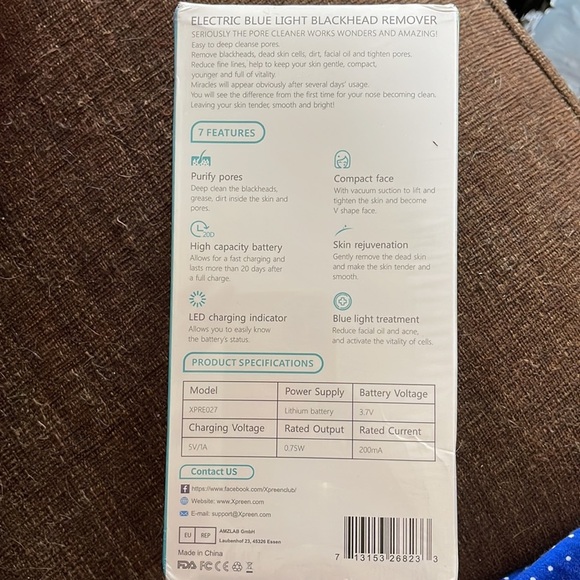 ELECTRIC BLUE LIGHT BLACKHEAD REMOVER
SERIOUSLY THE PORE CLEANER WORKS WONDERS AND AMAZING!
Easy to deep cleanse pores.
Remove blackheads, dead skin cells, dirt, facial oil and tighten pores.
Reduce fine lines, help to keep your skin gentle, compact,
younger and full of vitality.
Miracles will appear obviously after several days' usage.
You will see the difference from the first time for your nose becoming clean.
Leaving your skin tender, smooth and bright!
7 FEATURES
Purify pores
Deep clean the blackheads,
grease, dirt inside the skin and
pores.
Compact face
With vacuum suction to lift and
tighten the skin and become
V shape face.
20D
High capacity battery
Allows for a fast charging and
lasts more than 20 days after
a full charge.
Skin rejuvenation
Gently remove the dead skin
and make the skin tender and
smooth.
LED charging indicator
Allows you to easily know
the battery's status.
Blue light treatment
Reduce facial oil and acne,
and activate the vitality of cells.
PRODUCT SPECIFICATIONS
Model Power Supply Battery Voltage
XPRE027 Lithium battery 3.7V
Charging Voltage Rated Output Rated Current
5V/1A 0.75W 200mA
Contact US
https://www.facebook.com/Xpreenclub/
Website: www.Xpreen.com
E-mail: support@Xpreen.com
EU REP
AMZLAB GmbH
Laubenhof 23, 45326 Essen
Made in China
FDA FC CE
7 13153 26823 3